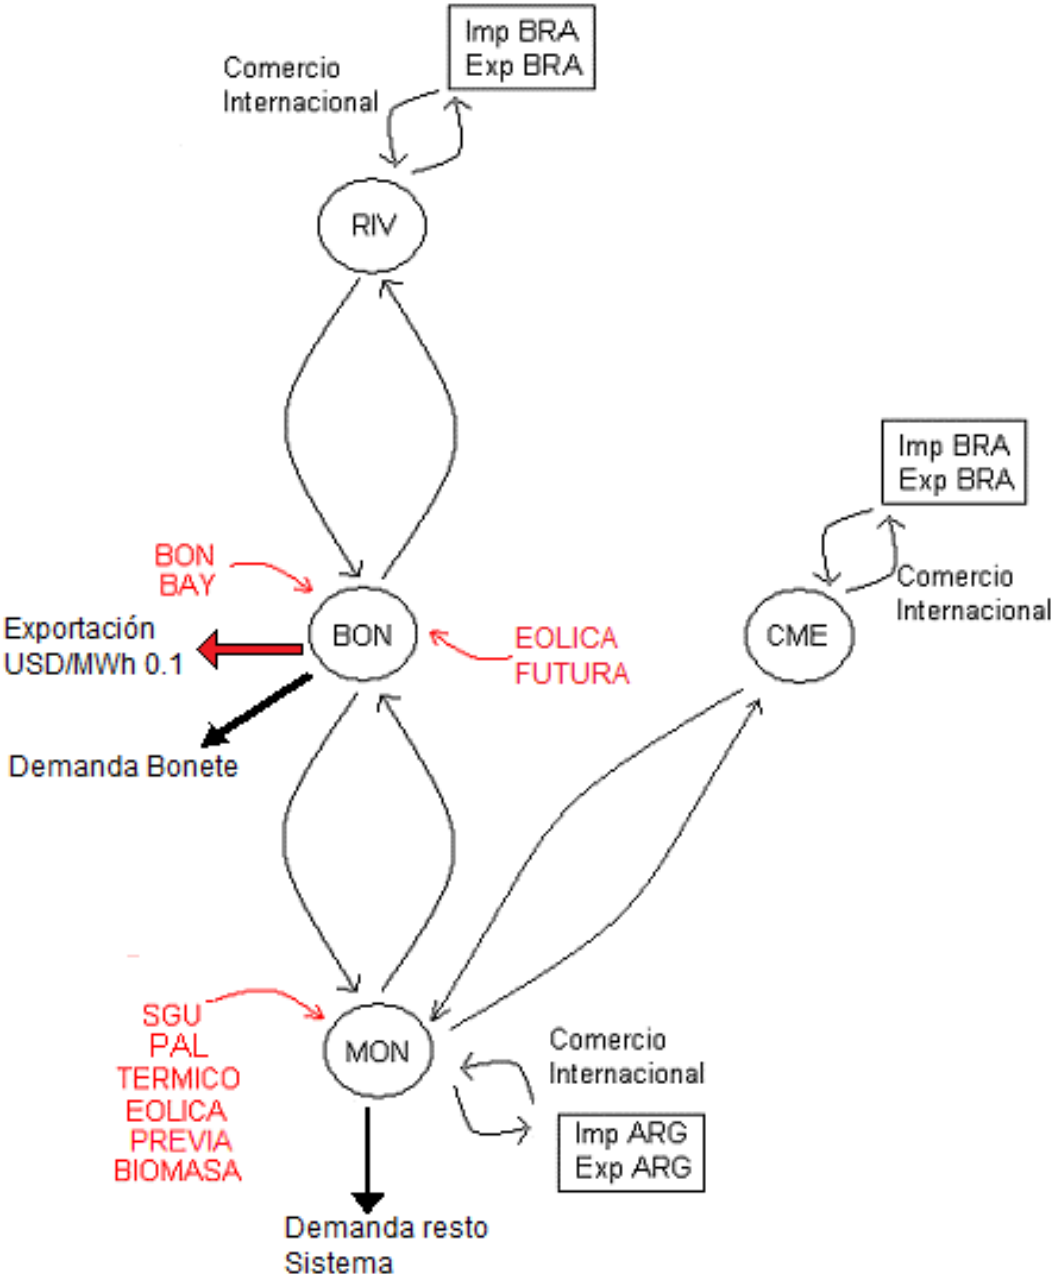 Imp BRA
Exp BRA
Comercio
Internacional
RIV
Imp BRA
Exp BRA
Comercio
Internacional
BON
BAY
BON
CME
Exportación
USD/MWh 0.1
EOLICA
FUTURA
Demanda Bonete
SGU
PAL
TERMICO
EOLICA
PREVIA
BIOMASA
MON
Comercio
Internacional
Imp ARG
Exp ARG
Demanda resto
Sistema